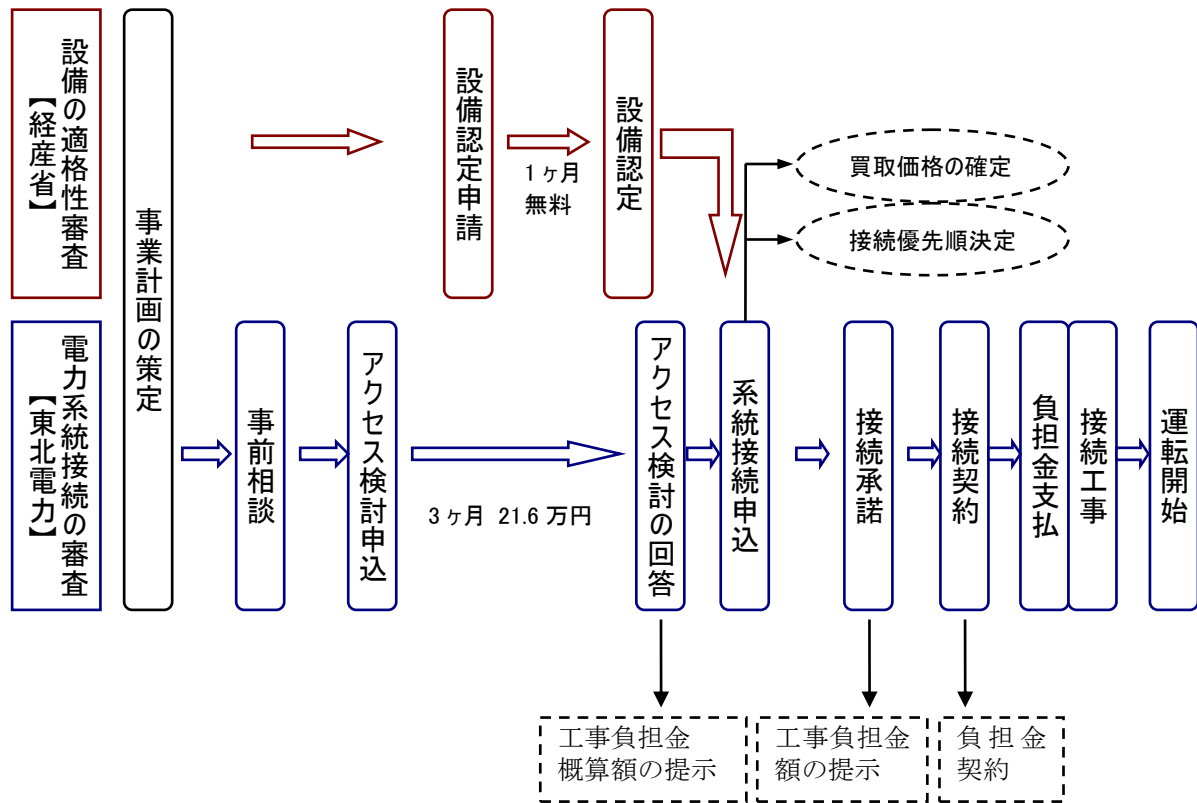 設備の適格性審査
【経産省】
事業計画の策定
設備認定申請
1ヶ月
無料
設備認定
買取価格の確定
接続優先順決定
電力系統接続の審査
【東北電力】
事前相談
アクセス検討申込
3ヶ月 21.6 万円
アクセス検討の回答
系統接続申込
接続承諾
接続契約
負担金支払
接続工事
運転開始
工事負担金
概算額の提示
工事負担金
額の提示
負担金
契約